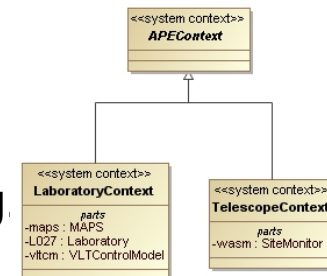 <<system context>>
APEContext
<<system context>>
LaboratoryContext
parts
-maps : MAPS
-L027 : Laboratory
-vltcm : VLTControlModel
<<system context>>
TelescopeContext
parts
-wasm : SiteMonitor